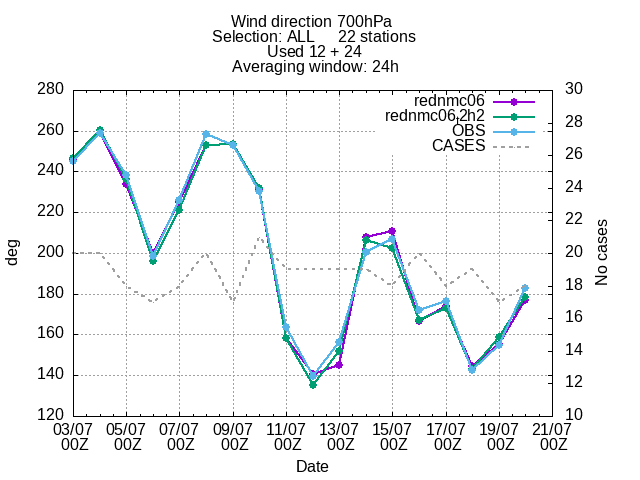 Wind direction 700hPa
Selection: ALL 22 stations
Used 12 + 24
Averaging window: 24h
280
260
240
220
200
180
160
140
120
deg
30
28
26
24
22
20
18
16
14
12
10
No cases
rednmc06
rednmc06,2h2
OBS
CASES
03/07 05/07 07/07 09/07 11/07 13/07 15/07 17/07 19/07 21/07
00Z 00Z 00Z 00Z 00Z 00Z 00Z 00Z 00Z 00Z
Date